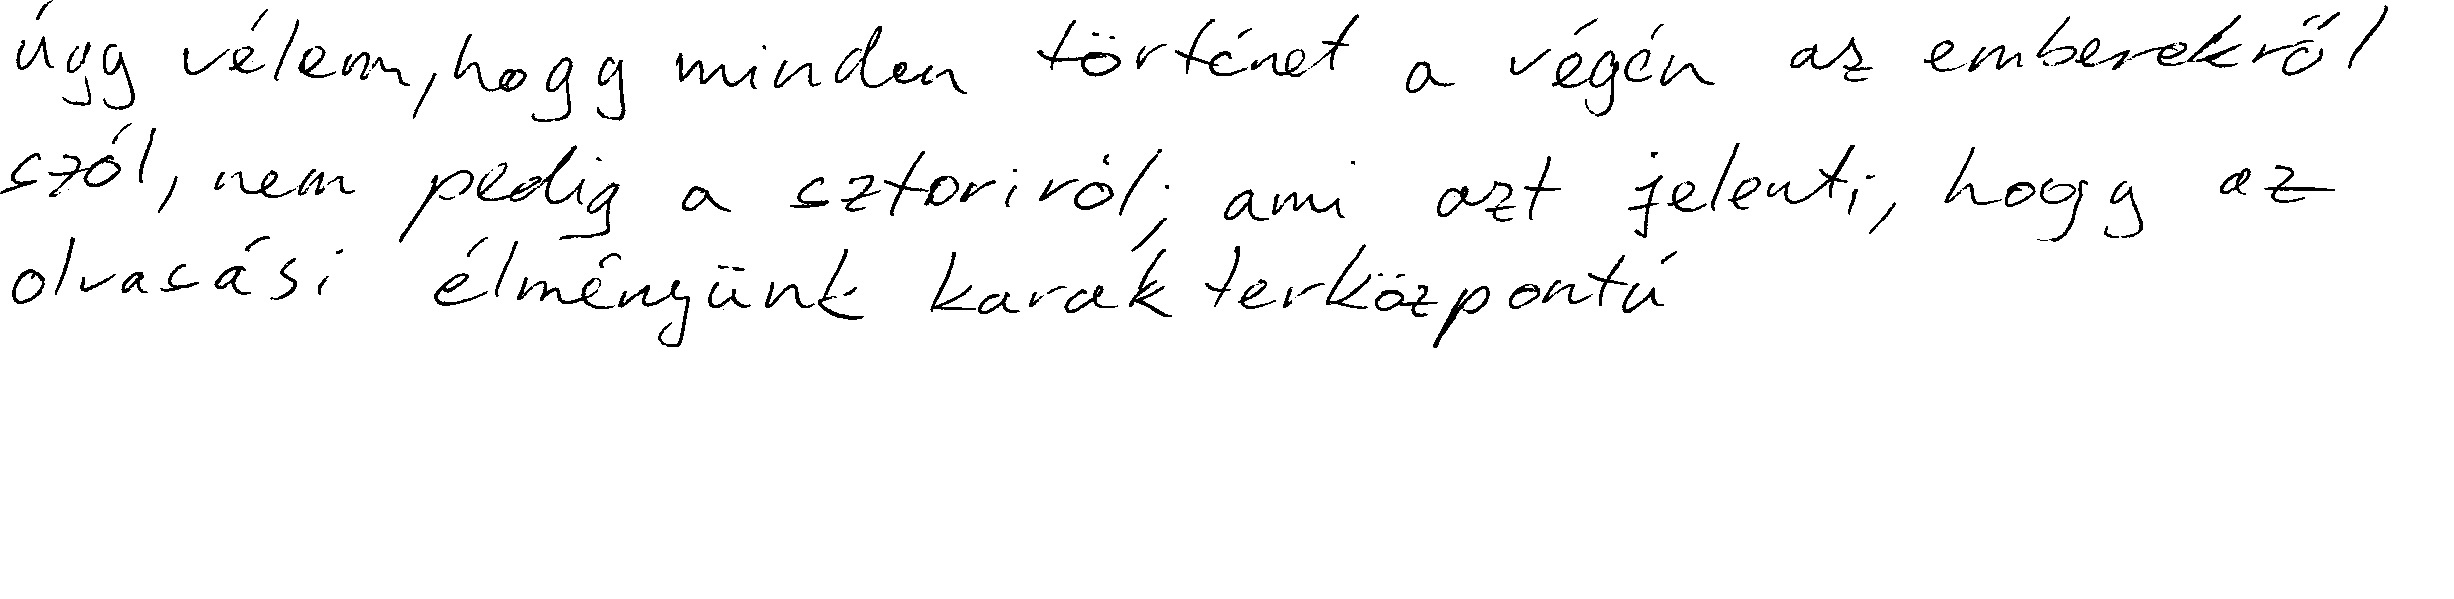 úgy vélem, hogy minden történet a végén az emberekről
szól, nem pedig a sztoriról; ami azt jelenti, hogy az
olvasási élményünk karakterközpontú